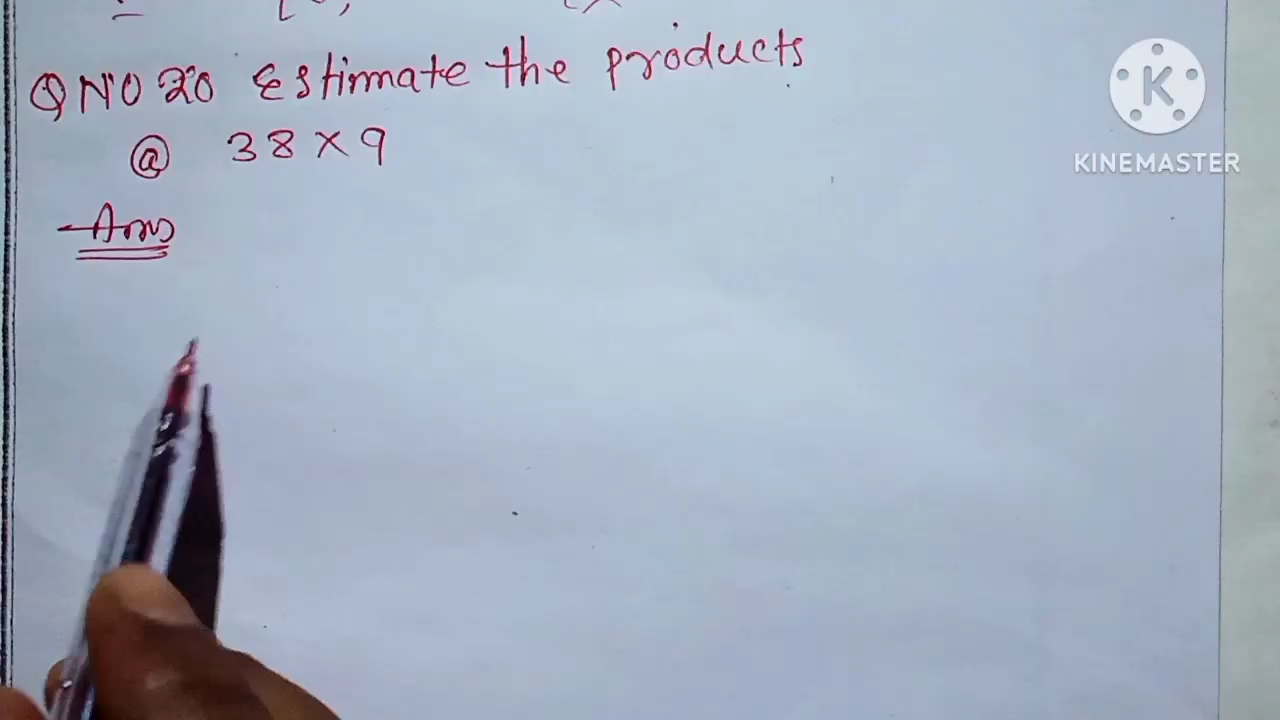 Q NO 20 Estimate the products
@ 38 × 9
Ans
K
KINEMASTER